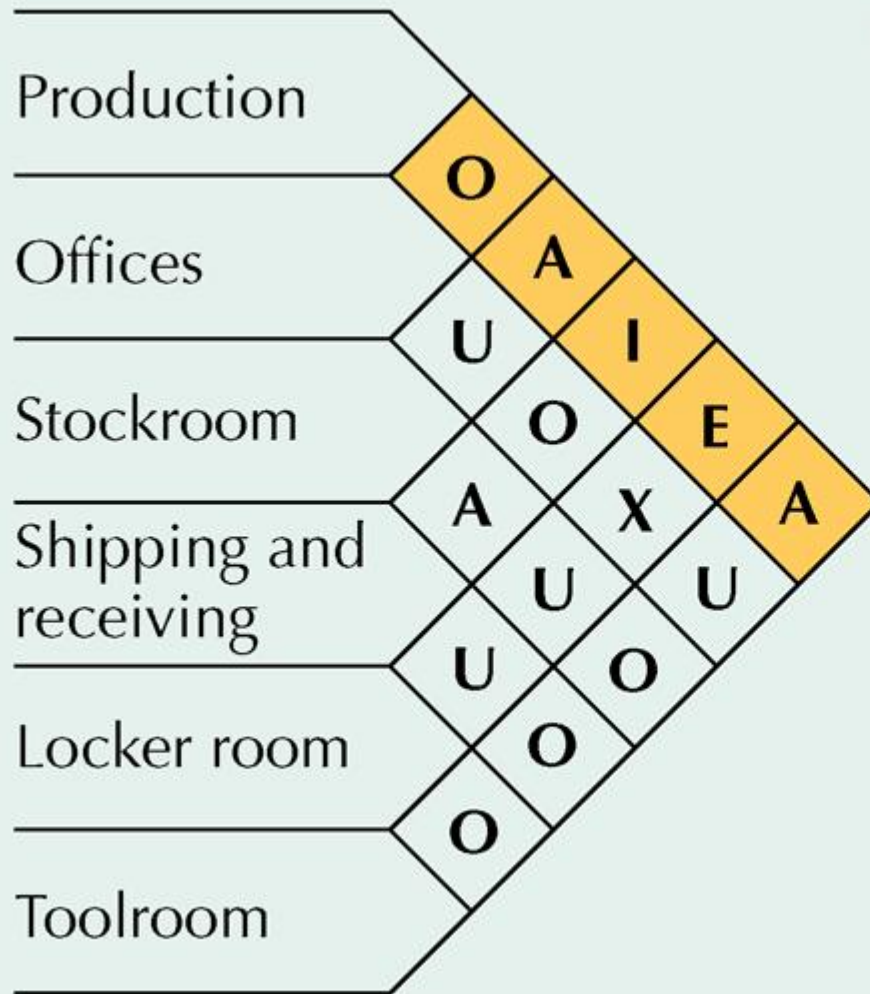 Production
O
Offices
A
U
I
Stockroom
O
E
A
X
A
Shipping and
receiving
U
U
U
O
Locker room
O
O
Toolroom